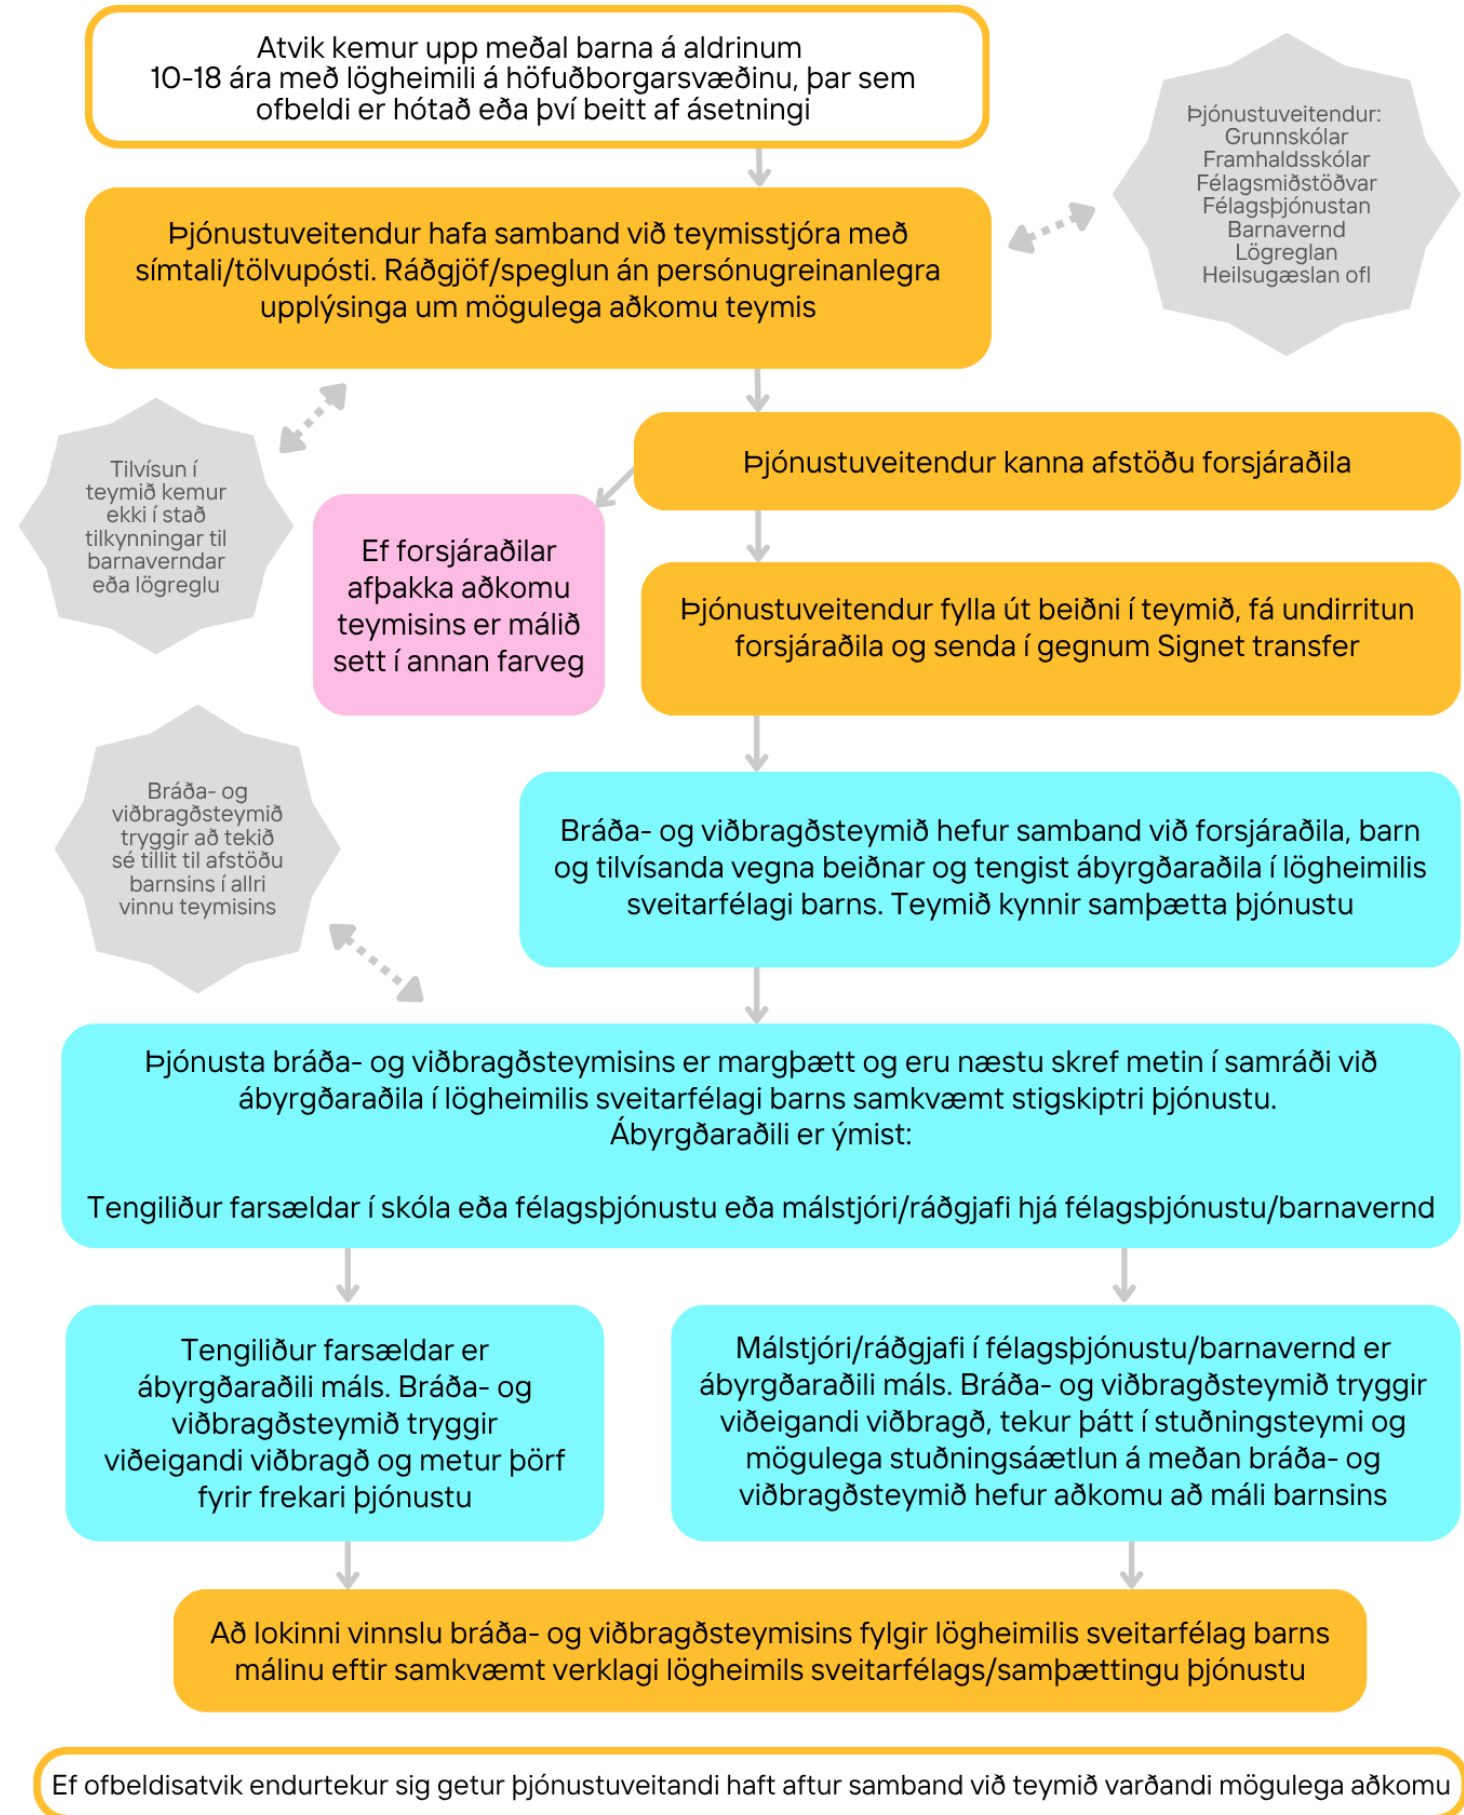 Atvik kemur upp meðal barna á aldrinum
10-18 ára með lögheimili á höfuðborgarsvæðinu, þar sem
ofbeldi er hótað eða því beitt af ásetningi
Þjónustuveitendur:
Grunnskólar
Framhaldsskólar
Félagsmiðstöðvar
Félagsþjónustan
Barnavernd
Lögreglan
Heilsugæslan ofl
Þjónustuveitendur hafa samband við teymisstjóra með
símtali/tölvupósti. Ráðgjöf/speglun án persónugreinanlegra
upplýsinga um mögulega aðkomu teymis
Tilvísun í
teymið kemur
ekki í stað
tilkynningar til
barnaverndar
eða lögreglu
Þjónustuveitendur kanna afstöðu forsjáraðila
Ef forsjáraðilar
afþakka aðkomu
teymisins er málið
sett í annan farveg
Þjónustuveitendur fylla út beiðni í teymið, fá undirritun
forsjáraðila og senda í gegnum Signet transfer
Bráða- og
viðbragðsteymið
tryggir að tekið
sé tillit til afstöðu
barnsins í allri
vinnu teymisins
Bráða- og viðbragðsteymið hefur samband við forsjáraðila, barn
og tilvísanda vegna beiðnar og tengist ábyrgðaraðila í lögheimilis
sveitarfélagi barns. Teymið kynnir samþætta þjónustu
Þjónusta bráða- og viðbragðsteymisins er margþætt og eru næstu skref metin í samráði við
ábyrgðaraðila í lögheimilis sveitarfélagi barns samkvæmt stigskiptri þjónustu.
Ábyrgðaraðili er ýmist:
Tengiliður farsældar í skóla eða félagsþjónustu eða málstjóri/ráðgjafi hjá félagsþjónustu/barnavernd
Tengiliður farsældar er
ábyrgðaraðili máls. Bráða- og
viðbragðsteymið tryggir
viðeigandi viðbragð og metur þörf
fyrir frekari þjónustu
Málstjóri/ráðgjafi í félagsþjónustu/barnavernd er
ábyrgðaraðili máls. Bráða- og viðbragðsteymið tryggir
viðeigandi viðbragð, tekur þátt í stuðningsteymi og
mögulega stuðningsáætlun á meðan bráða- og
viðbragðsteymið hefur aðkomu að máli barnsins
Að lokinni vinnslu bráða- og viðbragðsteymisins fylgir lögheimilis sveitarfélag barns
málinu eftir samkvæmt verklagi lögheimils sveitarfélags/samþættingu þjónustu
Ef ofbeldisatvik endurtekur sig getur þjónustuveitandi haft aftur samband við teymið varðandi mögulega aðkomu